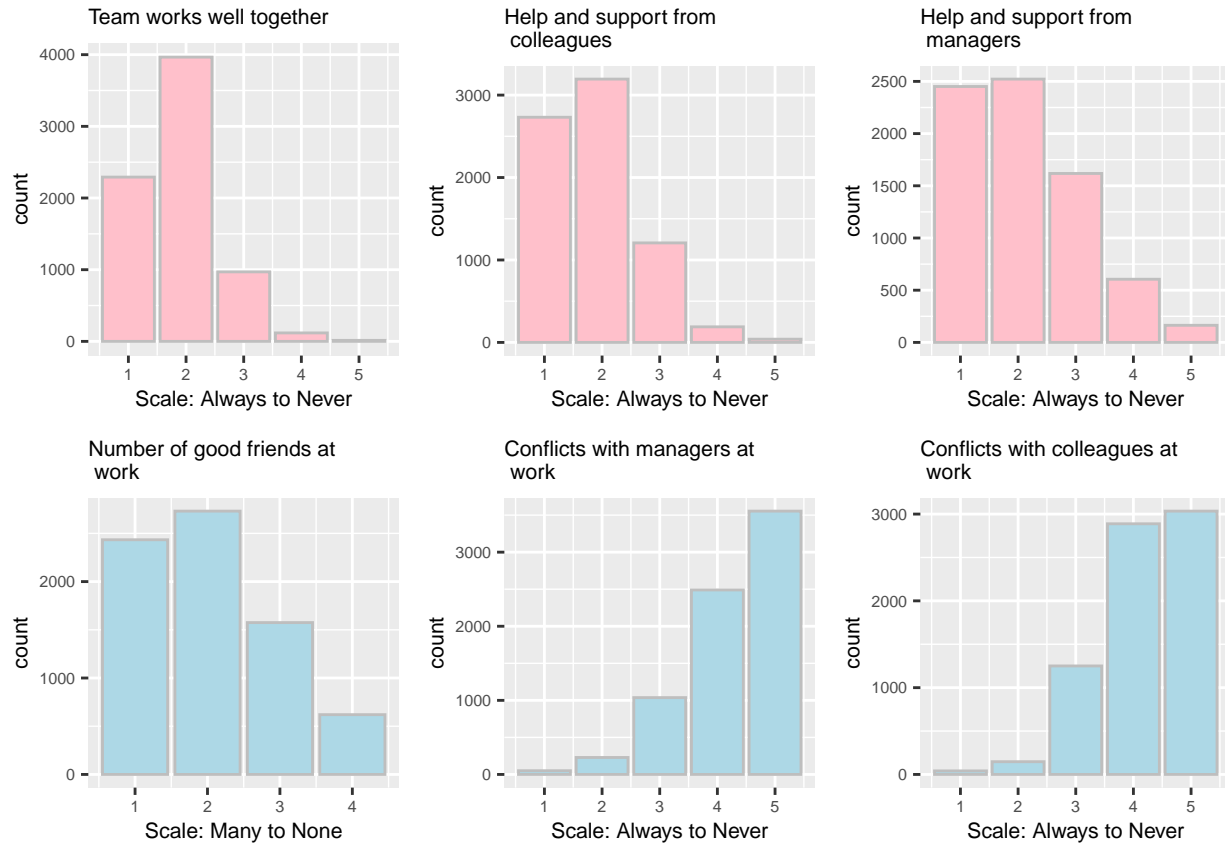 Team works well together
4000
3000
2000
1000
0
count
1 2 3 4 5
Scale: Always to Never
Help and support from
colleagues
3000
2000
1000
0
count
1 2 3 4 5
Scale: Always to Never
Help and support from
managers
2500
2000
1500
1000
500
0
count
1 2 3 4 5
Scale: Always to Never
Number of good friends at
work
2000
1000
0
count
1 2 3 4
Scale: Many to None
Conflicts with managers at
work
3000
2000
1000
0
count
1 2 3 4 5
Scale: Always to Never
Conflicts with colleagues at
work
3000
2000
1000
0
count
1 2 3 4 5
Scale: Always to Never